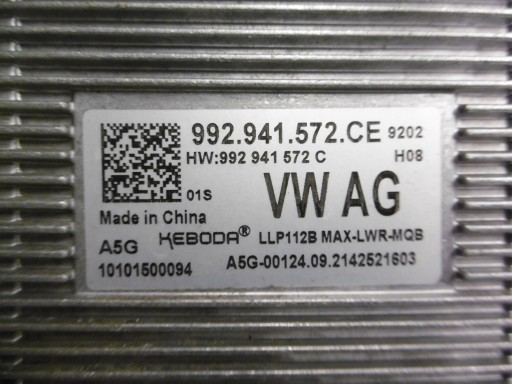 992.941.572.CE 9202
HW:992 941 572 C H08
01S VW AG
Made in China
A5G KEBODA® LLP112B MAX-LWR-MQB
10101500094 A5G-00124.09.2142521603